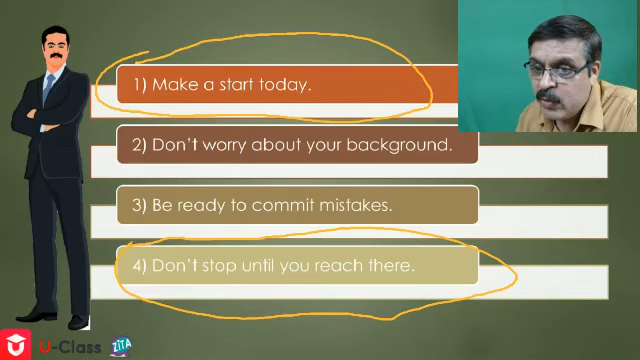 1) Make a start today.
2) Don't worry about your background.
3) Be ready to commit mistakes.
4) Don't stop until you reach there.
U-Class ZiTA